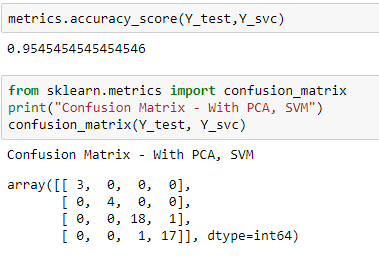 metrics.accuracy_score(Y_test,Y_svc)
0.9545454545454546
from sklearn.metrics import confusion_matrix
print("Confusion Matrix - With PCA, SVM")
confusion_matrix(Y_test, Y_svc)
Confusion Matrix - With PCA, SVM
array([[ 3,  0,  0,  0],
       [ 0,  4,  0,  0],
       [ 0,  0, 18,  1],
       [ 0,  0,  1, 17]], dtype=int64)